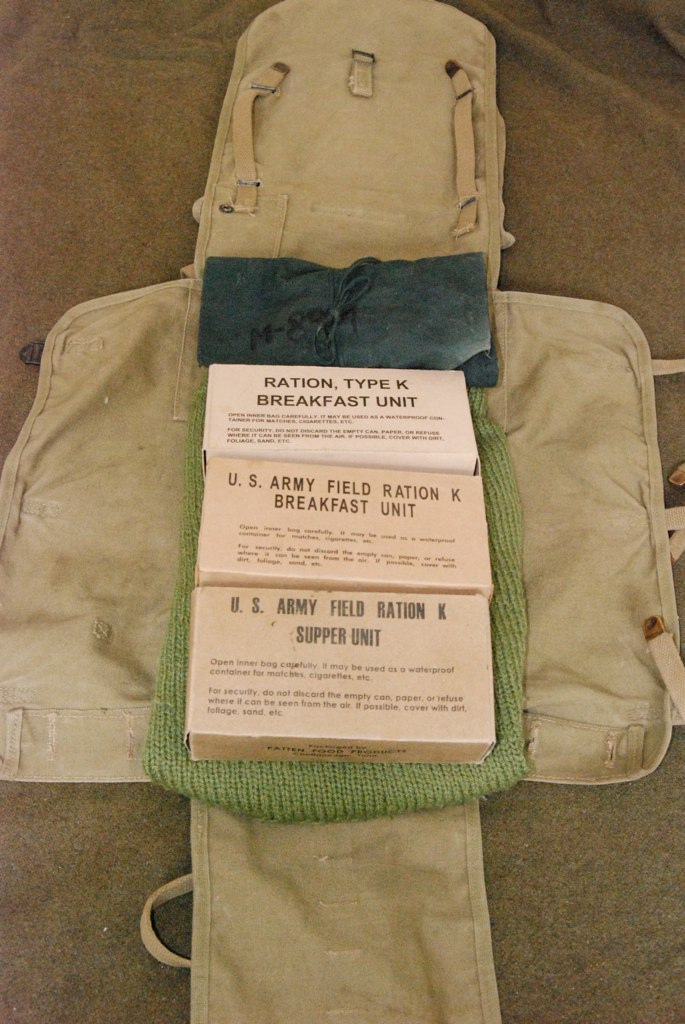 M-8
RATION, TYPE K
BREAKFAST UNIT
OPEN INNER BAG CAREFULLY. IT MAY BE USED AS A WATERPROOF CON-
TAINER FOR MATCHES, CIGARETTES, ETC.
FOR SECURITY, DO NOT DISCARD THE EMPTY CAN, PAPER, OR REFUSE
WHERE IT CAN BE SEEN FROM THE AIR. IF POSSIBLE, COVER WITH DIRT,
FOLIAGE, SAND, ETC.
U. S. ARMY FIELD RATION K
BREAKFAST UNIT
Open inner bag carefully. It may be used as a waterproof
container for matches, cigarettes, etc.
For security, do not discard the empty can, paper, or refuse
where it can be seen from the air. If possible, cover with
dirt, foliage, sand, etc.
U. S. ARMY FIELD RATION K
SUPPER UNIT
Open inner bag carefully. It may be used as a waterproof
container for matches, cigarettes, etc.
For security, do not discard the empty can, paper, or refuse
where it can be seen from the air. If possible, cover with dirt,
foliage, sand, etc.
Packaged by
PATTEN FOOD PRODUCTS